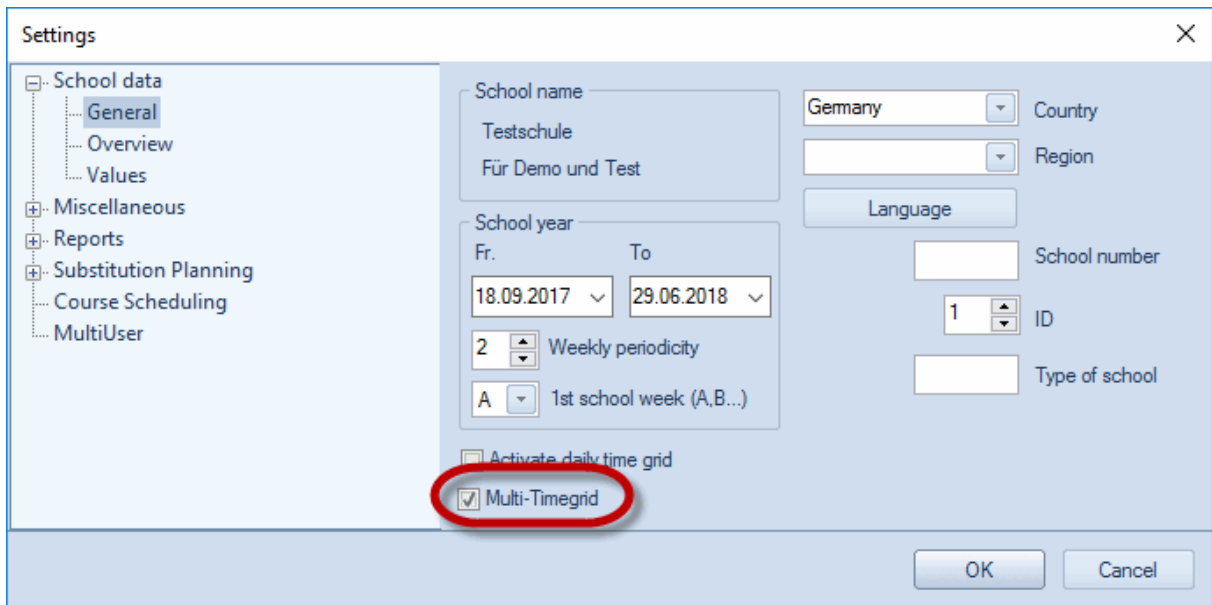 Settings
School data
General
Overview
Values
Miscellaneous
Reports
Substitution Planning
Course Scheduling
MultiUser
School name
Testschule
Für Demo und Test
School year
Fr. To
18.09.2017 29.06.2018
2 Weekly periodicity
A 1st school week (A,B...)
Activate daily time grid
Multi-Timegrid
Germany Country
Region
Language
School number
1 ID
Type of school
OK Cancel